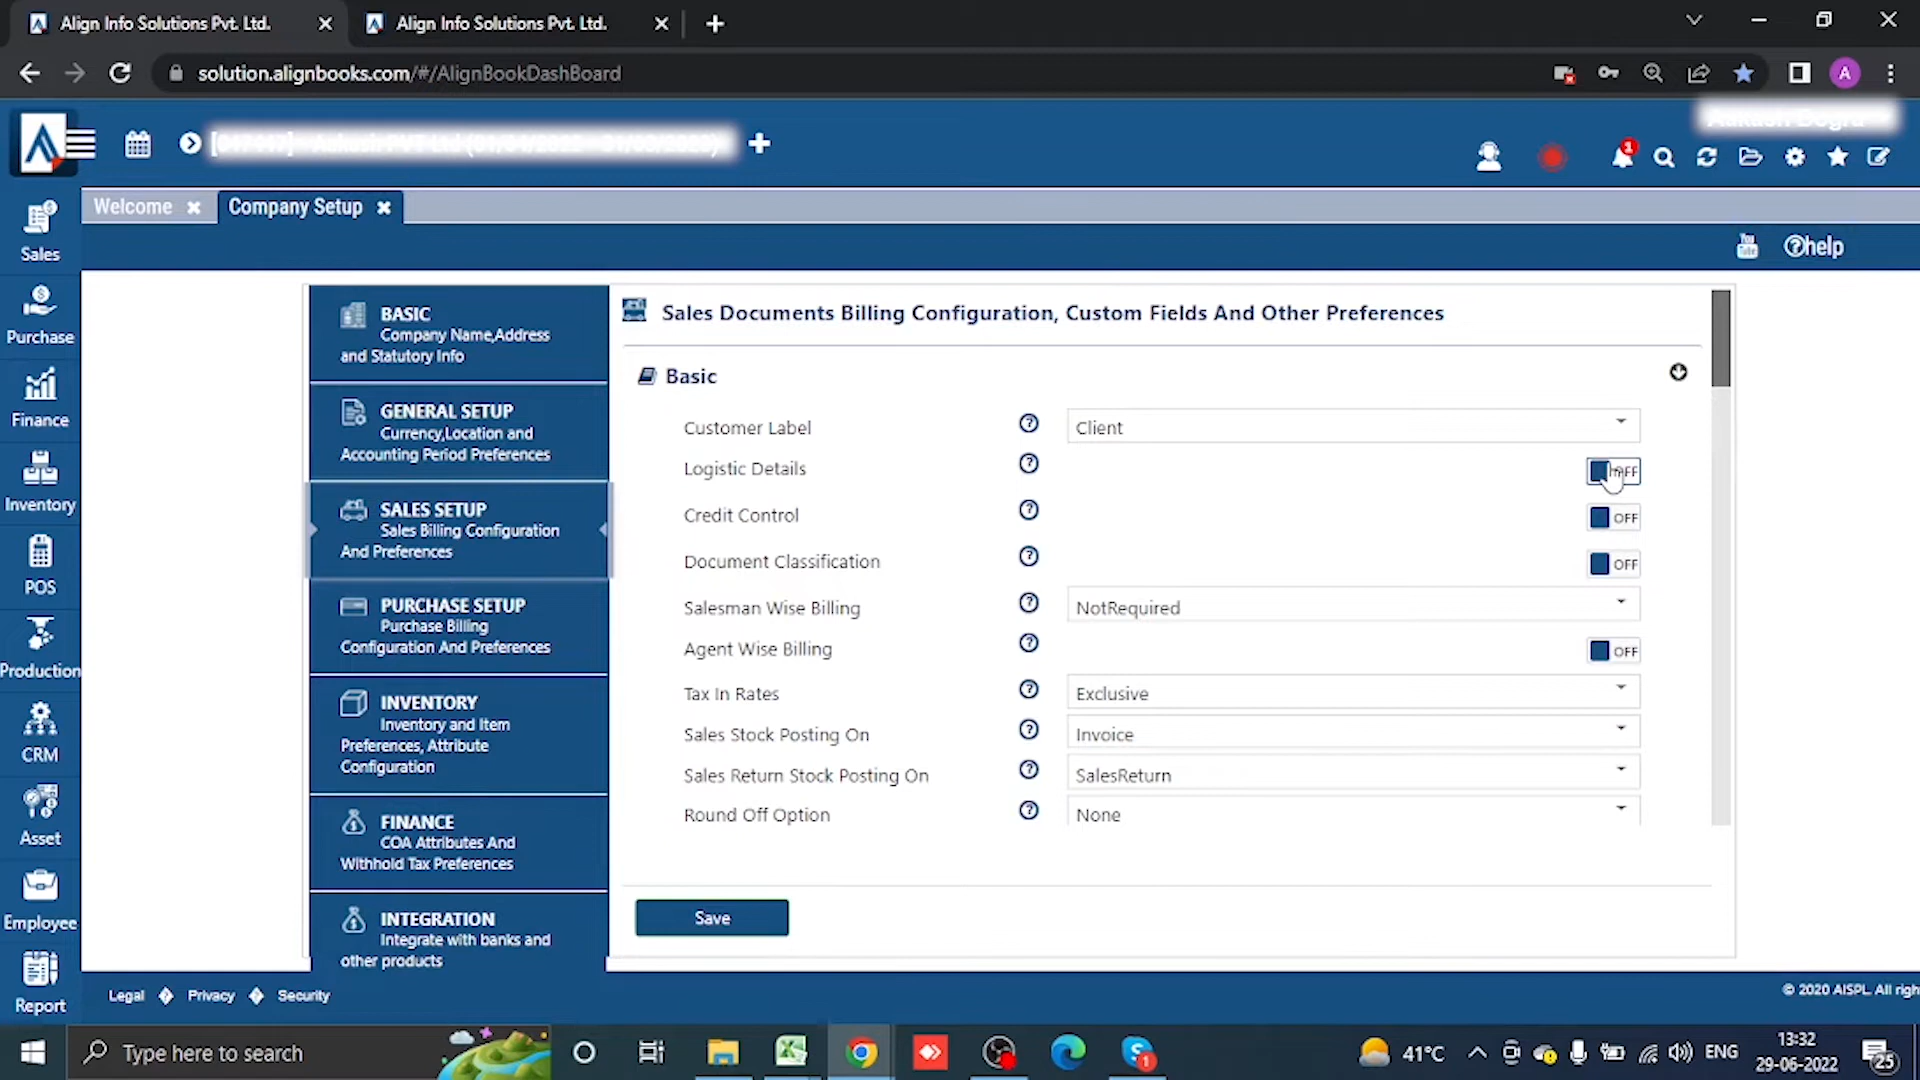 Align Info Solutions Pvt. Ltd.
Align Info Solutions Pvt. Ltd.
solution.alignbooks.com/#/AlignBookDashBoard
1
Welcome
Company Setup
help
Sales
Purchase
Finance
Inventory
POS
Production
CRM
Asset
Employee
Report
BASIC
Company Name,Address
and Statutory Info
GENERAL SETUP
Currency,Location and
Accounting Period Preferences
SALES SETUP
Sales Billing Configuration
And Preferences
PURCHASE SETUP
Purchase Billing
Configuration And Preferences
INVENTORY
Inventory and Item
Preferences, Attribute
Configuration
FINANCE
COA Attributes And
Withhold Tax Preferences
INTEGRATION
Integrate with banks and
other products
Sales Documents Billing Configuration, Custom Fields And Other Preferences
Basic
Customer Label Client
Logistic Details OFF
Credit Control OFF
Document Classification OFF
Salesman Wise Billing NotRequired
Agent Wise Billing OFF
Tax In Rates Exclusive
Sales Stock Posting On Invoice
Sales Return Stock Posting On SalesReturn
Round Off Option None
Save
Legal Privacy Security
© 2020 AISPL. All righ
Type here to search
1
41°C
ENG
13:32
29-06-2022
25
A